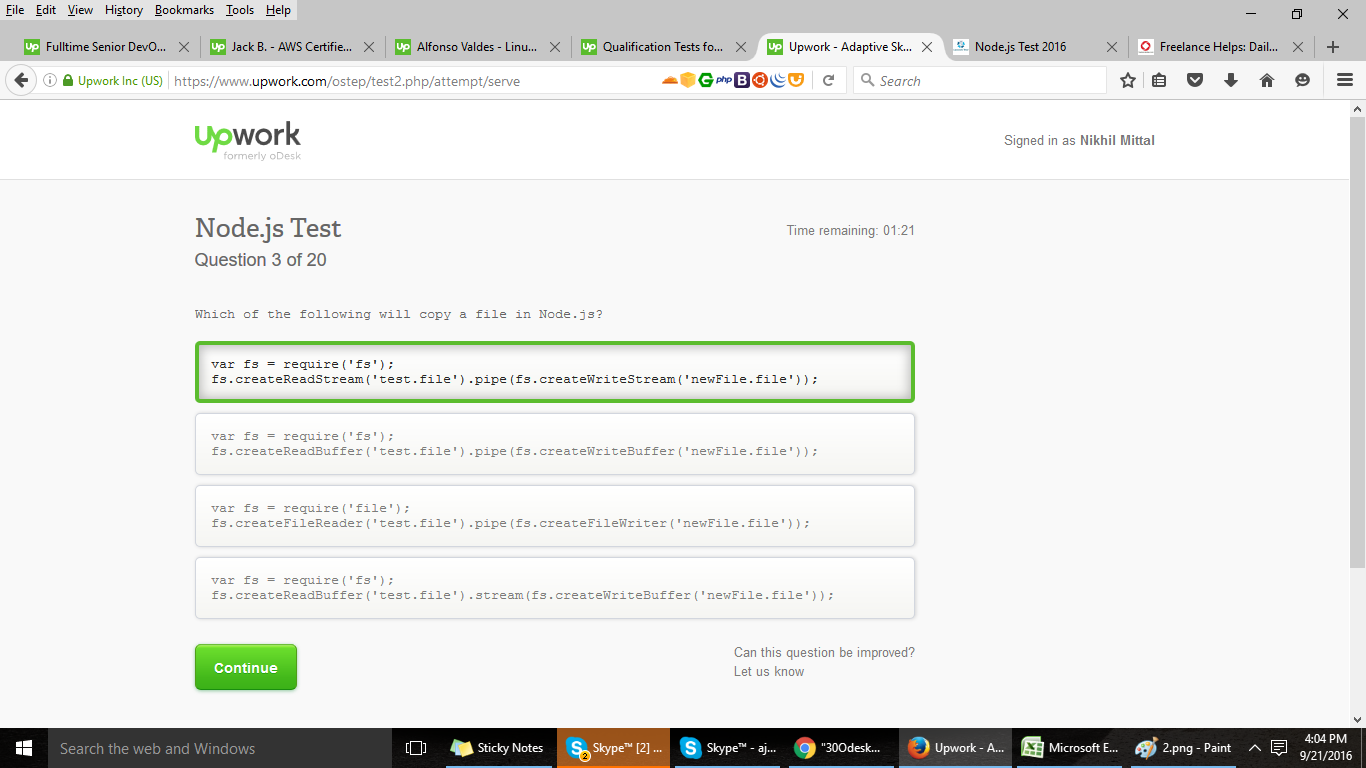 File Edit View History Bookmarks Tools Help
Up Fulltime Senior DevO... Up Jack B. - AWS Certifie... Up Alfonso Valdes - Linu... Up Qualification Tests fo... Up Upwork - Adaptive Sk... Node.js Test 2016 Freelance Helps: Dail...
Upwork Inc (US) https://www.upwork.com/ostep/test2.php/attempt/serve php B Search
upwork
formerly oDesk
Signed in as Nikhil Mittal
Node.js Test
Time remaining: 01:21
Question 3 of 20
Which of the following will copy a file in Node.js?
var fs = require('fs');
fs.createReadStream('test.file').pipe(fs.createWriteStream('newFile.file'));
var fs = require('fs');
fs.createReadBuffer('test.file').pipe(fs.createWriteBuffer('newFile.file'));
var fs = require('file');
fs.createFileReader('test.file').pipe(fs.createFileWriter('newFile.file'));
var fs = require('fs');
fs.createReadBuffer('test.file').stream(fs.createWriteBuffer('newFile.file'));
Continue
Can this question be improved?
Let us know
Search the web and Windows Sticky Notes 2 Skype™ [2] ... Skype™ - aj... "30Odesk... Upwork - A... Microsoft E... 2.png - Paint 4:04 PM
9/21/2016